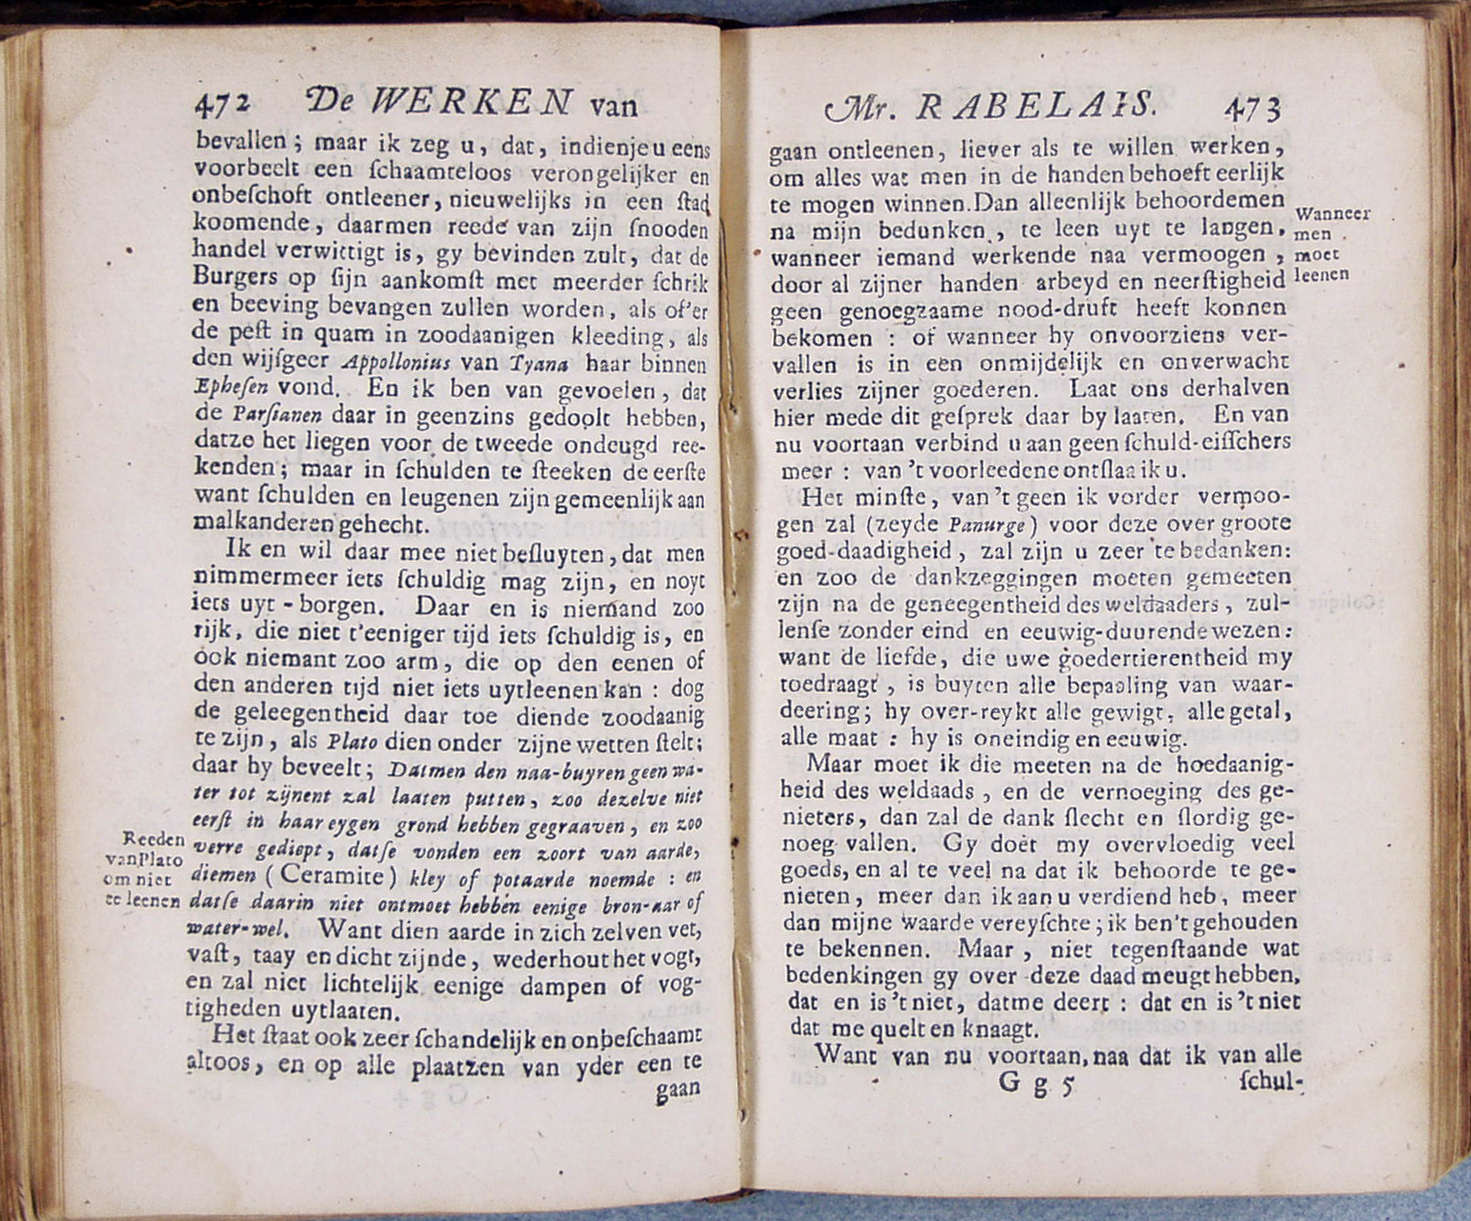 472 De WERKEN van
bevallen ; maar ik zeg u, dat, indienje u eens
voorbeelt een ſchaamteloos verongelijker en
onbeſchoft ontleener, nieuwelijks in een ſtad
koomende, daarmen reede van zijn ſnooden
handel verwittigt is, gy bevinden zult, dat de
Burgers op ſijn aankomſt met meerder ſchrik
en beeving bevangen zullen worden, als of'er
de peſt in quam in zoodaanigen kleeding, als
den wijſgeer Appollonius van Tyana haar binnen
Epheſen vond. En ik ben van gevoelen, dat
de Parſianen daar in geenzins gedoolt hebben,
datze het liegen voor de tweede ondeugd ree-
kenden ; maar in ſchulden te ſteeken de eerſte
want ſchulden en leugenen zijn gemeenlijk aan
malkanderen gehecht.
Ik en wil daar mee niet beſluyten, dat men
nimmermeer iets ſchuldig mag zijn, en noyt
iets uyt - borgen. Daar en is niemand zoo
rijk, die niet t'eeniger tijd iets ſchuldig is, en
ook niemant zoo arm, die op den eenen of
den anderen tijd niet iets uytleenen kan : dog
de geleegentheid daar toe diende zoodaanig
te zijn, als Plato dien onder zijne wetten ſtelt;
daar hy beveelt; Datmen den naa-buyren geen wa-
ter tot zijnent zal laaten putten, zoo dezelve niet
eerſt in haar eygen grond hebben gegraaven, en zoo
verre gediept, datſe vonden een zoort van aarde,
diemen ( Ceramite ) kley of potaarde noemde : en
datſe daarin niet ontmoet hebben eenige bron-aar of
water-wel. Want dien aarde in zich zelven vet,
vaſt, taay en dicht zijnde, wederhout het vogt,
en zal niet lichtelijk eenige dampen of vog-
tigheden uytlaaten.
Het ſtaat ook zeer ſchandelijk en onbeſchaamt
altoos, en op alle plaatzen van yder een te
gaan
Reeden
van Plato
om niet
te leenen
Mr. RABELAIS. 473
gaan ontleenen, liever als te willen werken,
om alles wat men in de handen behoeft eerlijk
te mogen winnen. Dan alleenlijk behoordemen
na mijn bedunken, te leen uyt te langen,
wanneer iemand werkende naa vermoogen ,
door al zijner handen arbeyd en neerſtigheid
geen genoegzaame nood-druft heeft konnen
bekomen : of wanneer hy onvoorziens ver-
vallen is in een onmijdelijk en onverwacht
verlies zijner goederen. Laat ons derhalven
hier mede dit geſprek daar by laaten. En van
nu voortaan verbind u aan geen ſchuld-eiſſchers
meer : van 't voorleedene ontſlaa ik u.
Het minſte, van 't geen ik vorder vermoo-
gen zal (zeyde Panurge) voor deze over groote
goed-daadigheid , zal zijn u zeer te bedanken:
en zoo de dankzeggingen moeten gemeeten
zijn na de geneegentheid des weldaaders, zul-
lenſe zonder eind en eeuwig-duurende wezen :
want de liefde, die uwe goedertierentheid my
toedraagt , is buyten alle bepaaling van waar-
deering; hy over-reykt alle gewigt, alle getal,
alle maat : hy is oneindig en eeuwig.
Maar moet ik die meeten na de hoedaanig-
heid des weldaads , en de vernoeging des ge-
nieters, dan zal de dank ſlecht en ſlordig ge-
noeg vallen. Gy doet my overvloedig veel
goeds, en al te veel na dat ik behoorde te ge-
nieten, meer dan ik aan u verdiend heb, meer
dan mijne waarde vereyſchte ; ik ben 't gehouden
te bekennen. Maar , niet tegenſtaande wat
bedenkingen gy over deze daad meugt hebben,
dat en is 't niet, datme deert : dat en is 't niet
dat me quelt en knaagt.
Want van nu voortaan, naa dat ik van alle
G g 5 ſchul-
Wanneer
men
moet
leenen